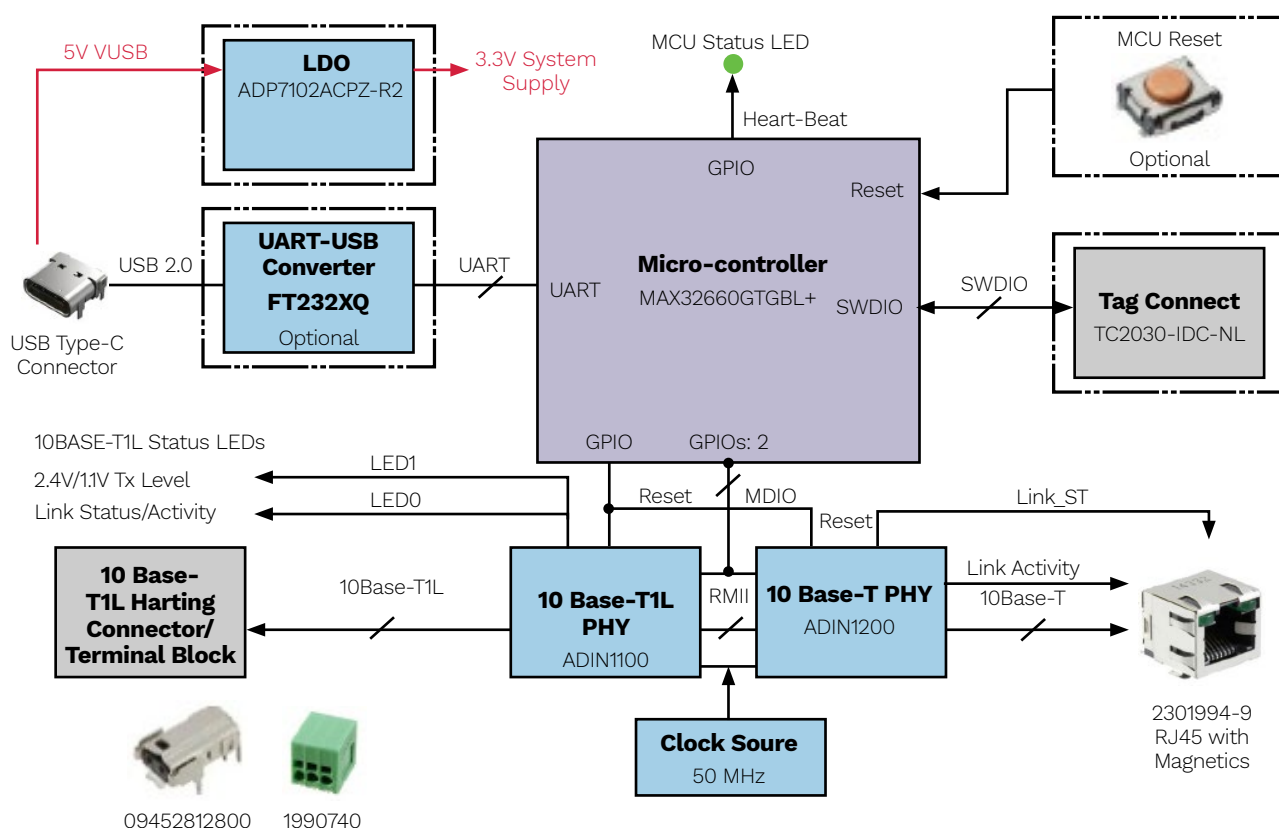 5V VUSB
LDO
ADP7102ACPZ-R2
3.3V System
Supply
MCU Status LED
Heart-Beat
MCU Reset
Optional
USB Type-C
Connector
USB 2.0
UART-USB
Converter
FT232XQ
Optional
UART
UART
GPIO
Reset
Micro-controller
MAX32660GTGBL+
SWDIO
GPIO
GPIOs: 2
SWDIO
Tag Connect
TC2030-IDC-NL
10BASE-T1L Status LEDs
2.4V/1.1V Tx Level
Link Status/Activity
LED1
LED0
Reset
MDIO
Reset
Link_ST
10 Base-
T1L Harting
Connector/
Terminal Block
10Base-T1L
10 Base-T1L
PHY
ADIN1100
RMII
10 Base-T PHY
ADIN1200
Link Activity
10Base-T
Clock Soure
50 MHz
2301994-9
RJ45 with
Magnetics
09452812800
1990740